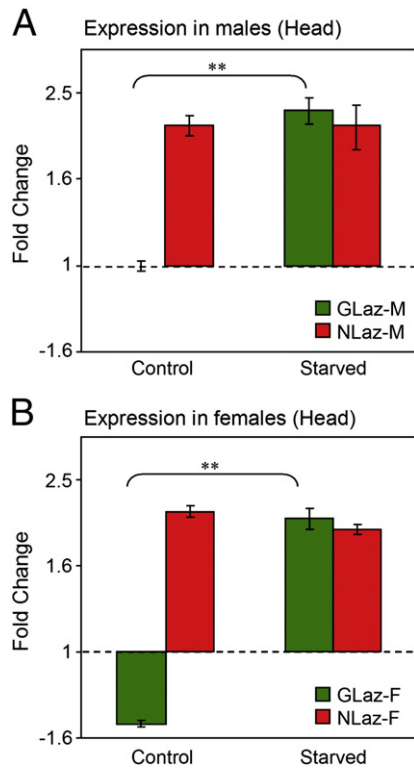 A
Expression in males (Head)
**
2.5
1.6
1
-1.6
Fold Change
GLaz-M
NLaz-M
Control Starved
B
Expression in females (Head)
**
2.5
1.6
1
-1.6
Fold Change
GLaz-F
NLaz-F
Control Starved